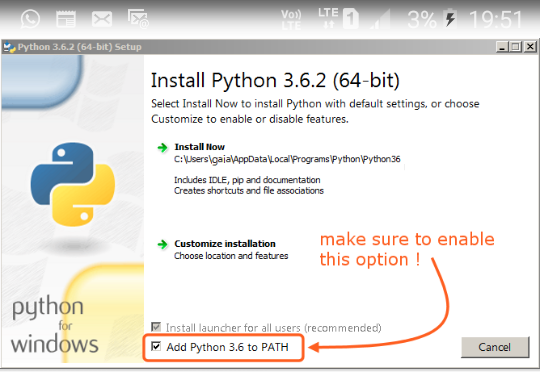 Vo))
LTE
LTE
1
3%
19:51
Python 3.6.2 (64-bit) Setup
Install Python 3.6.2 (64-bit)
Select Install Now to install Python with default settings, or choose
Customize to enable or disable features.
Install Now
C:\Users\gaia\AppData\Local\Programs\Python\Python36
Includes IDLE, pip and documentation
Creates shortcuts and file associations
Customize installation
Choose location and features
make sure to enable
this option !
python
for
windows
Install launcher for all users (recommended)
Add Python 3.6 to PATH
Cancel